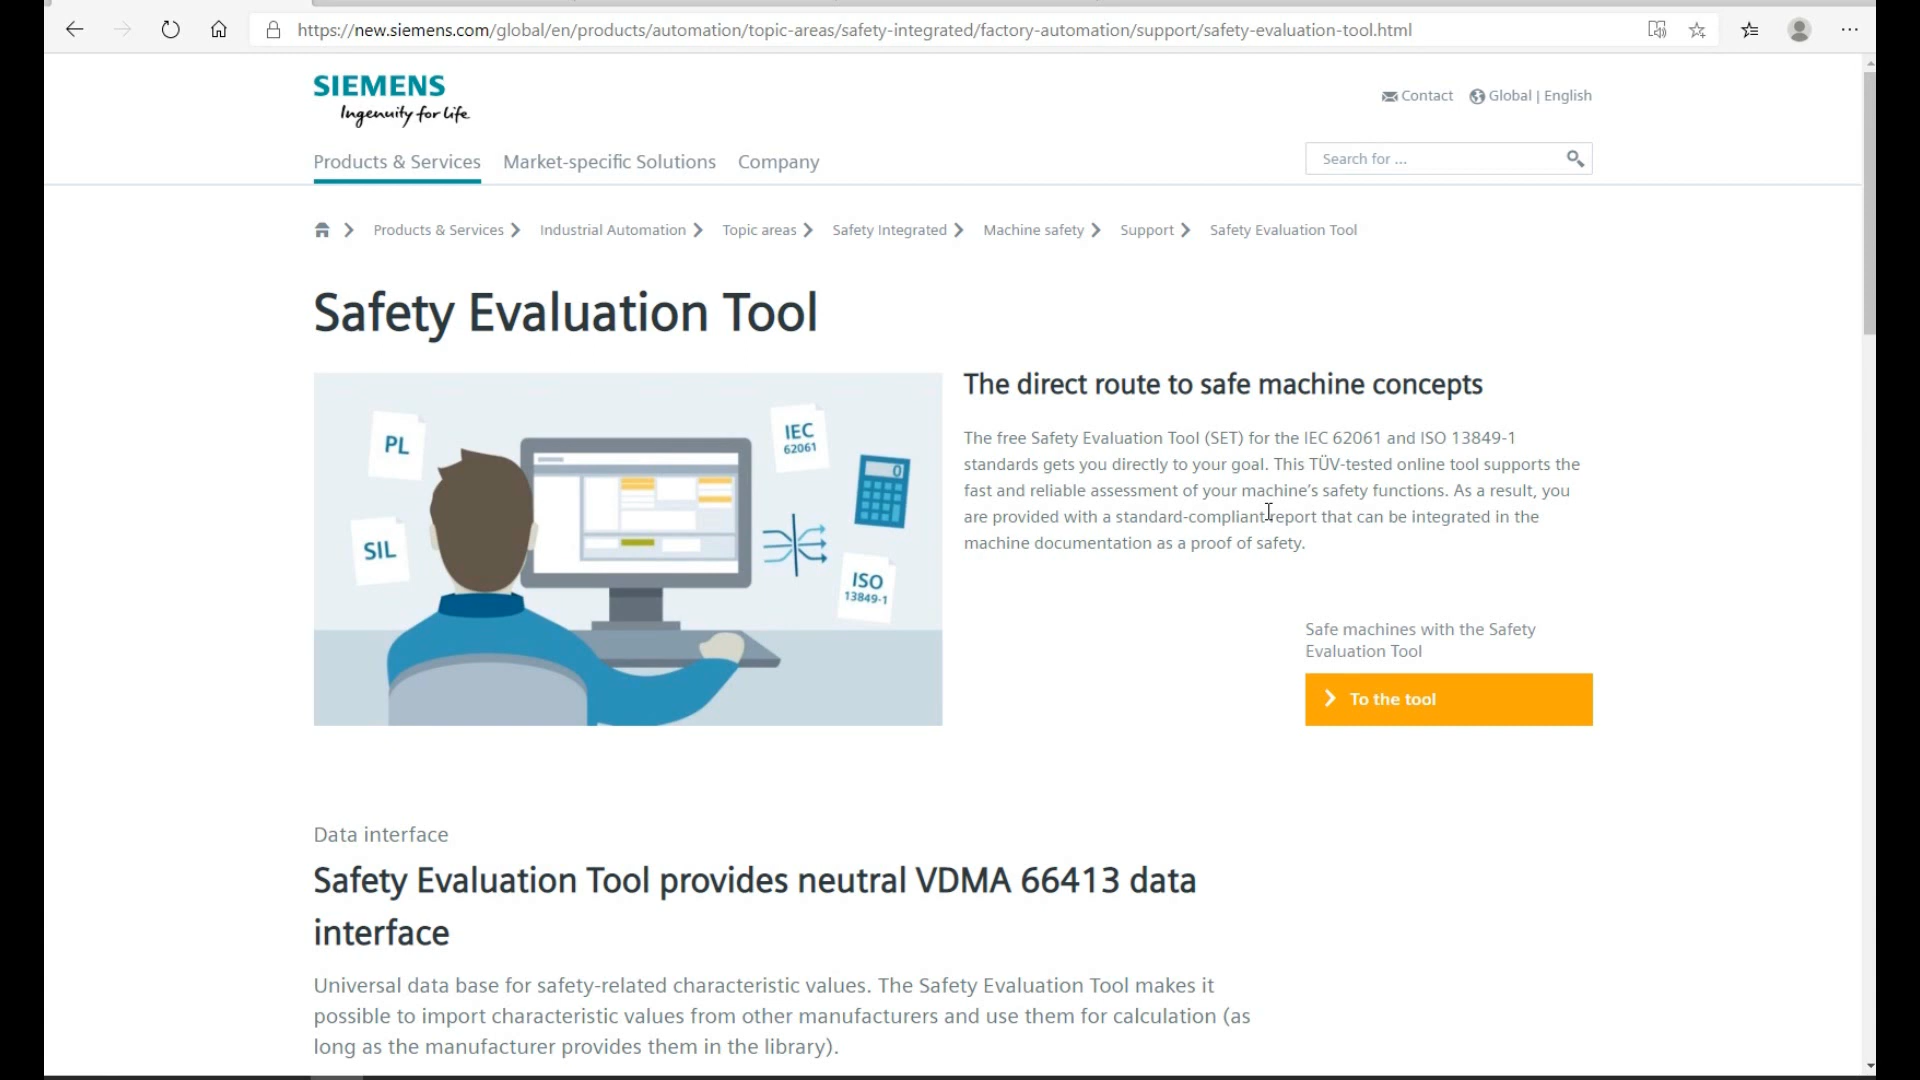 https://new.siemens.com/global/en/products/automation/topic-areas/safety-integrated/factory-automation/support/safety-evaluation-tool.html
SIEMENS
Ingenuity for life
Contact
Global | English
Products & Services
Market-specific Solutions
Company
Search for ...
Products & Services
Industrial Automation
Topic areas
Safety Integrated
Machine safety
Support
Safety Evaluation Tool
Safety Evaluation Tool
PL
SIL
IEC
62061
0
ISO
13849-1
The direct route to safe machine concepts
The free Safety Evaluation Tool (SET) for the IEC 62061 and ISO 13849-1
standards gets you directly to your goal. This TÜV-tested online tool supports the
fast and reliable assessment of your machine's safety functions. As a result, you
are provided with a standard-compliant report that can be integrated in the
machine documentation as a proof of safety.
Safe machines with the Safety
Evaluation Tool
To the tool
Data interface
Safety Evaluation Tool provides neutral VDMA 66413 data
interface
Universal data base for safety-related characteristic values. The Safety Evaluation Tool makes it
possible to import characteristic values from other manufacturers and use them for calculation (as
long as the manufacturer provides them in the library).